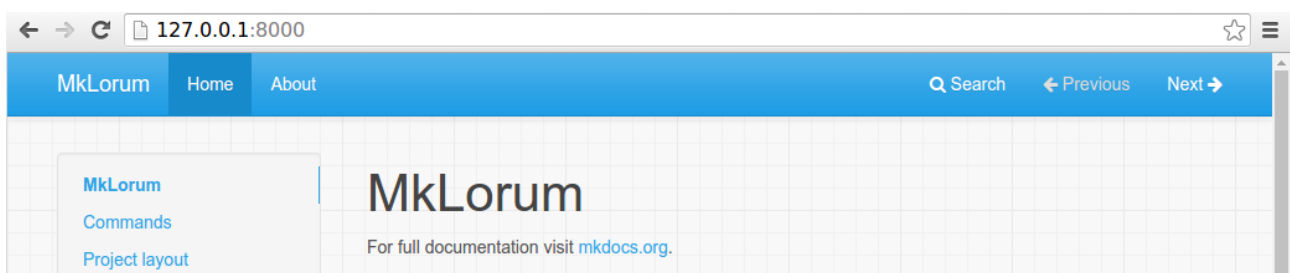 127.0.0.1:8000
MkLorum Home About Search Previous Next
MkLorum
Commands
Project layout
MkLorum
For full documentation visit mkdocs.org.